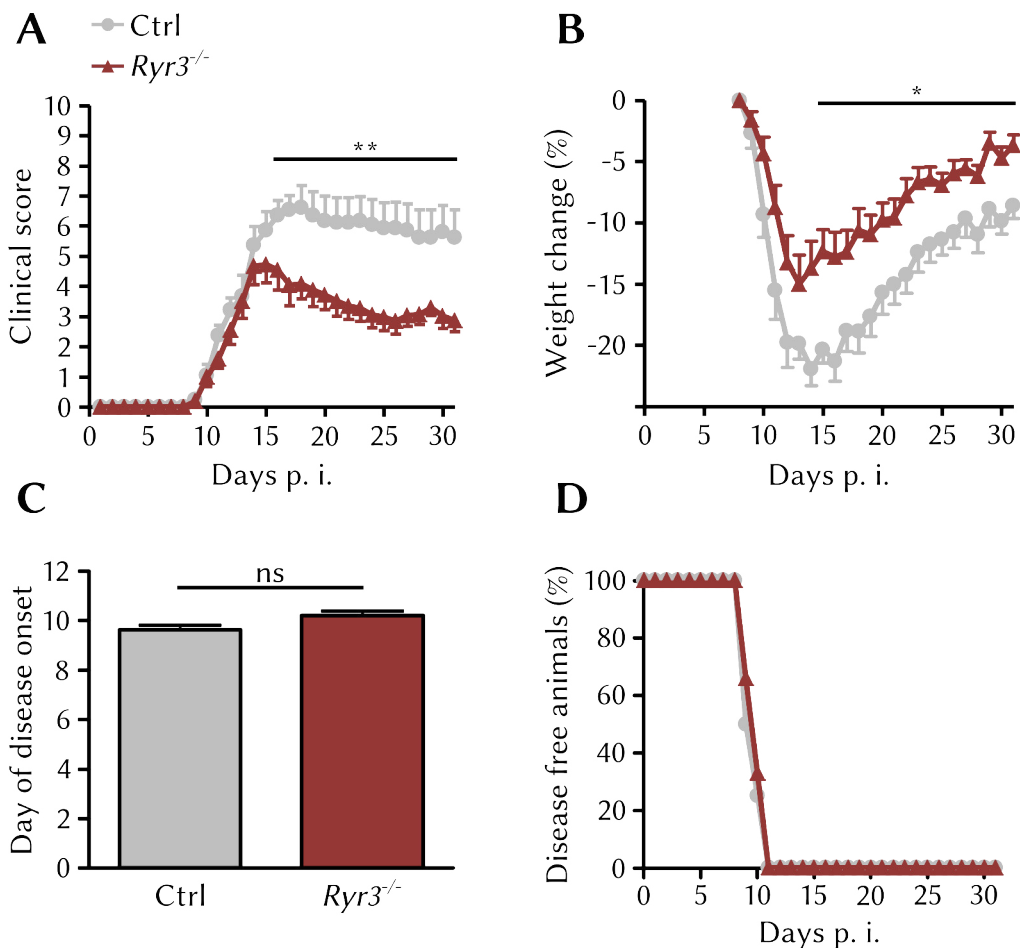 A
Ctrl
Ryr3-/-
Clinical score
10
9
8
7
6
5
4
3
2
1
0
**
0 5 10 15 20 25 30
Days p. i.
B
Weight change (%)
0
-5
-10
-15
-20
*
0 5 10 15 20 25 30
Days p. i.
C
Day of disease onset
12
10
8
6
4
2
0
ns
Ctrl Ryr3-/-
D
Disease free animals (%)
100
80
60
40
20
0
0 5 10 15 20 25 30
Days p. i.